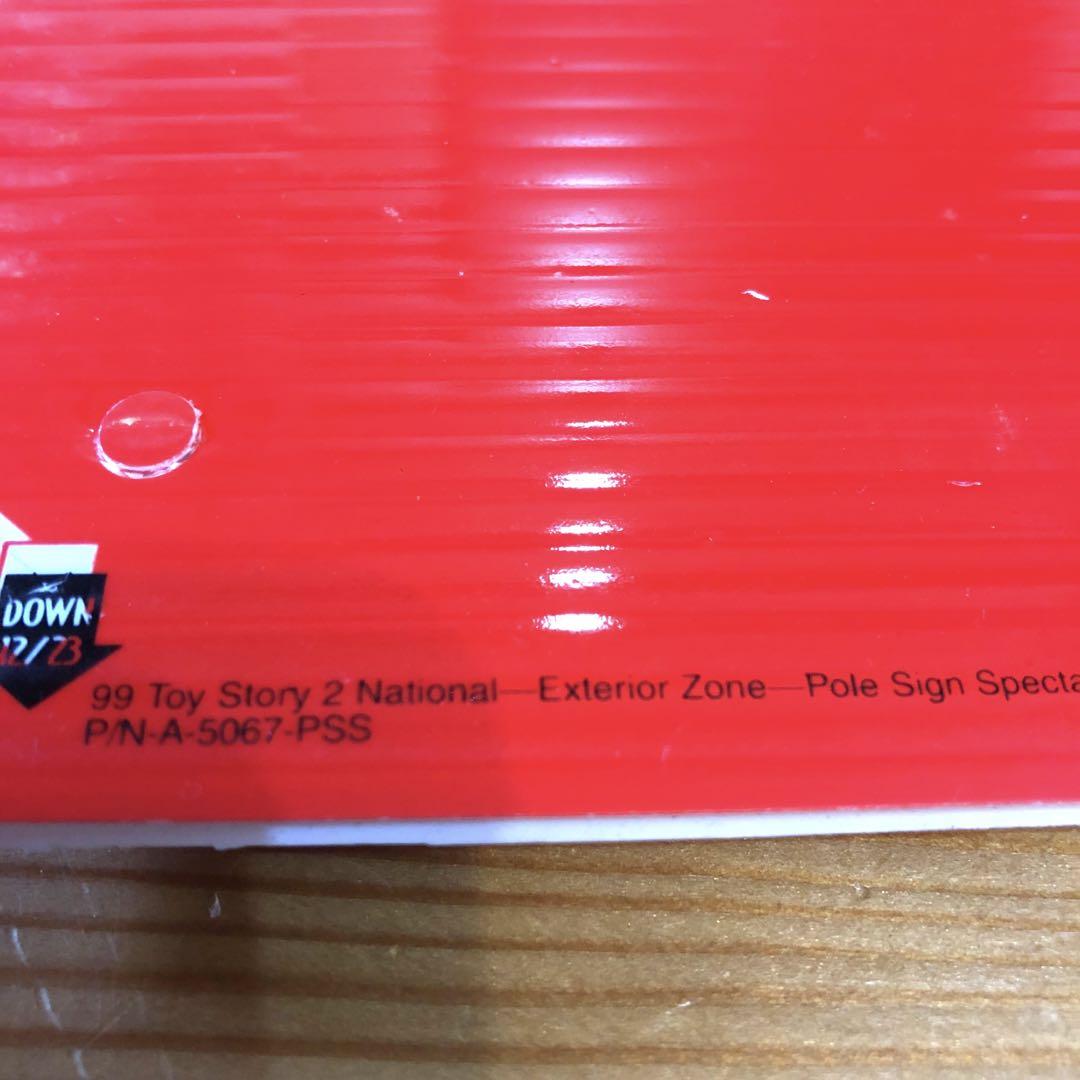 DOWN
12/23
99 Toy Story 2 National—Exterior Zone—Pole Sign Specta
P/N-A-5067-PSS